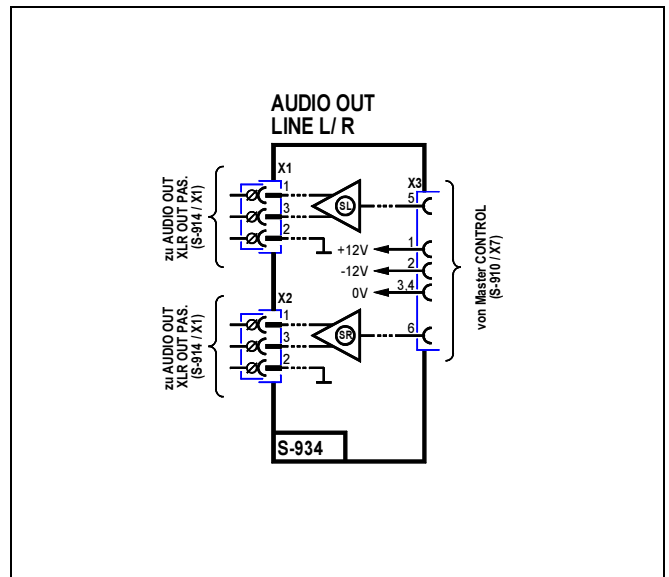 AUDIO OUT
LINE L/ R
X1
1
3
2
zu AUDIO OUT
XLR OUT PAS.
(S-914 / X1)
SL
X3
5
+12V
1
-12V
2
0V
3,4
von Master CONTROL
(S-910 / X7)
X2
1
3
2
zu AUDIO OUT
XLR OUT PAS.
(S-914 / X1)
SR
6
S-934